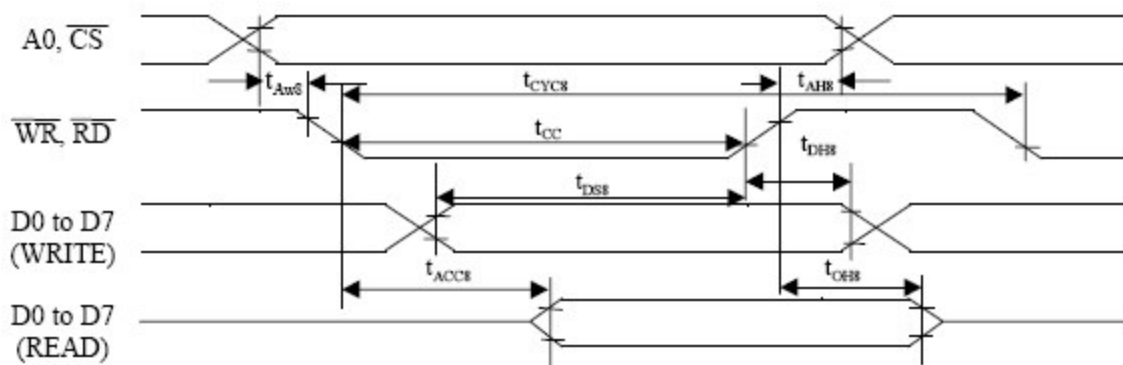 A0, CS
tAw8
tCYC8
tAH8
WR, RD
tCC
tDH8
tDS8
D0 to D7
(WRITE)
tACC8
tOH8
D0 to D7
(READ)